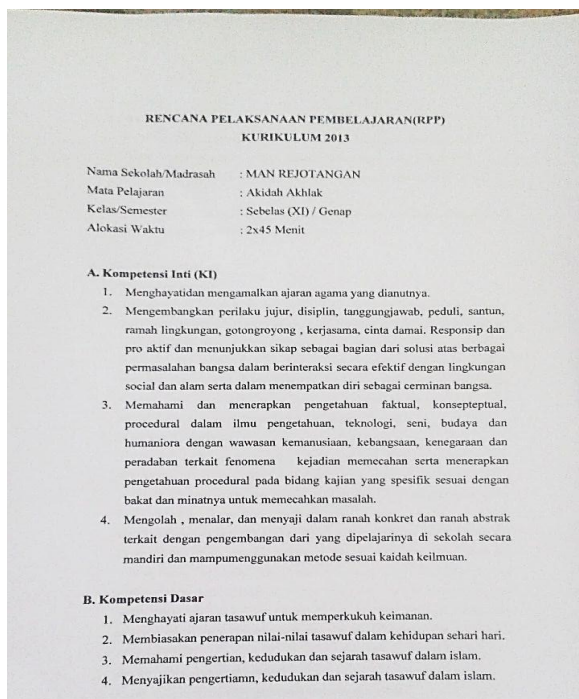 RENCANA PELAKSANAAN PEMBELAJARAN(RPP)
KURIKULUM 2013
Nama Sekolah/Madrasah : MAN REJOTANGAN
Mata Pelajaran : Akidah Akhlak
Kelas/Semester : Sebelas (XI) / Genap
Alokasi Waktu : 2x45 Menit
A. Kompetensi Inti (KI)
1. Menghayatidan mengamalkan ajaran agama yang dianutnya.
2. Mengembangkan perilaku jujur, disiplin, tanggungjawab, peduli, santun,
ramah lingkungan, gotongroyong , kerjasama, cinta damai. Responsip dan
pro aktif dan menunjukkan sikap sebagai bagian dari solusi atas berbagai
permasalahan bangsa dalam berinteraksi secara efektif dengan lingkungan
social dan alam serta dalam menempatkan diri sebagai cerminan bangsa.
3. Memahami dan menerapkan pengetahuan faktual, konsepteptual,
procedural dalam ilmu pengetahuan, teknologi, seni, budaya dan
humaniora dengan wawasan kemanusiaan, kebangsaan, kenegaraan dan
peradaban terkait fenomena kejadian memecahan serta menerapkan
pengetahuan procedural pada bidang kajian yang spesifik sesuai dengan
bakat dan minatnya untuk memecahkan masalah.
4. Mengolah , menalar, dan menyaji dalam ranah konkret dan ranah abstrak
terkait dengan pengembangan dari yang dipelajarinya di sekolah secara
mandiri dan mampumenggunakan metode sesuai kaidah keilmuan.
B. Kompetensi Dasar
1. Menghayati ajaran tasawuf untuk memperkukuh keimanan.
2. Membiasakan penerapan nilai-nilai tasawuf dalam kehidupan sehari hari.
3. Memahami pengertian, kedudukan dan sejarah tasawuf dalam islam.
4. Menyajikan pengertiamn, kedudukan dan sejarah tasawuf dalam islam.